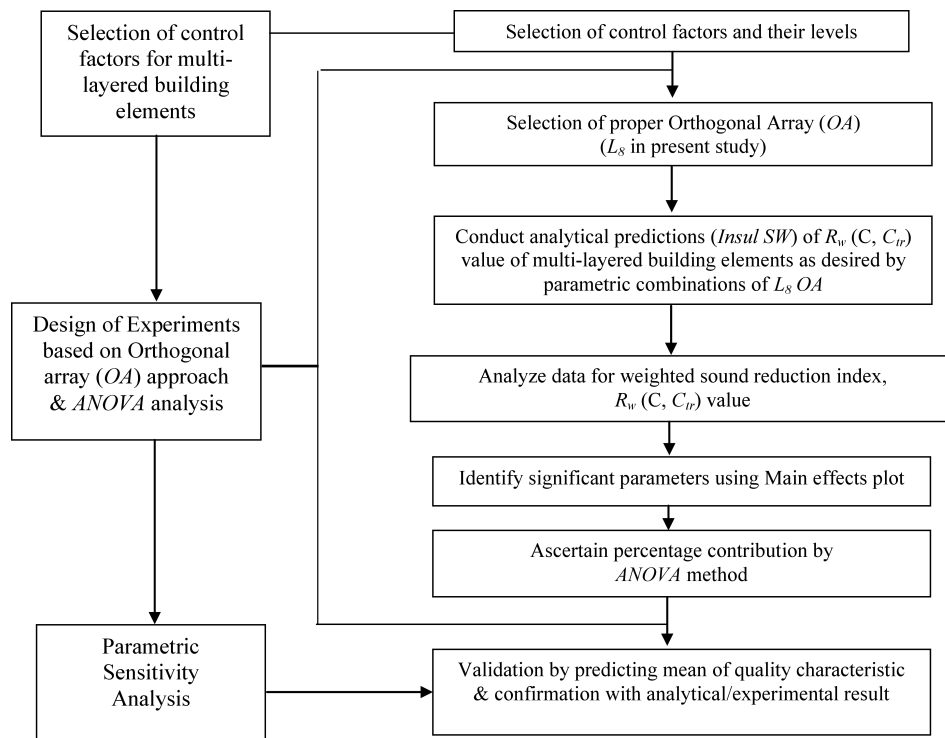 Selection of control
factors for multi-
layered building
elements
Selection of control factors and their levels
Selection of proper Orthogonal Array (OA)
(L8 in present study)
Conduct analytical predictions (Insul SW) of Rw (C, Ctr)
value of multi-layered building elements as desired by
parametric combinations of L8 OA
Design of Experiments
based on Orthogonal
array (OA) approach
& ANOVA analysis
Analyze data for weighted sound reduction index,
Rw (C, Ctr) value
Identify significant parameters using Main effects plot
Ascertain percentage contribution by
ANOVA method
Parametric
Sensitivity
Analysis
Validation by predicting mean of quality characteristic
& confirmation with analytical/experimental result